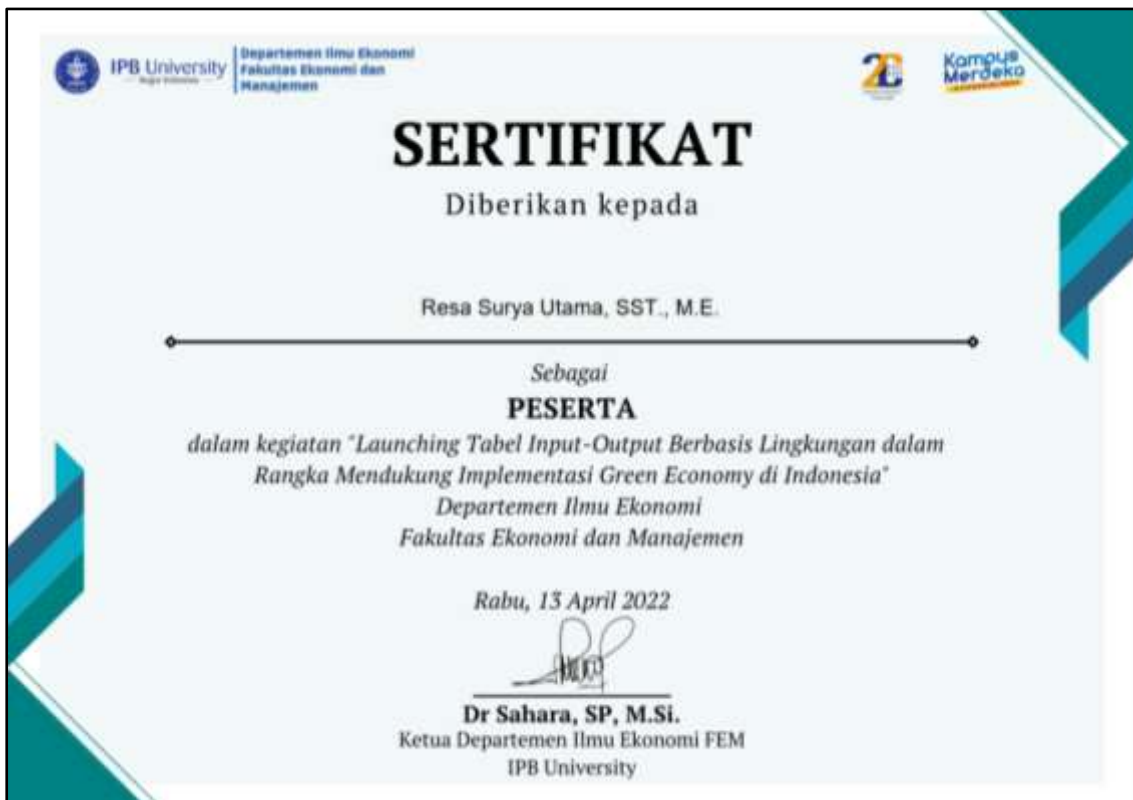 IPB University
Bogor Indonesia
Departemen Ilmu Ekonomi
Fakultas Ekonomi dan
Manajemen
Kampus
Merdeka
SERTIFIKAT
Diberikan kepada
Resa Surya Utama, SST., M.E.
Sebagai
PESERTA
dalam kegiatan "Launching Tabel Input-Output Berbasis Lingkungan dalam
Rangka Mendukung Implementasi Green Economy di Indonesia"
Departemen Ilmu Ekonomi
Fakultas Ekonomi dan Manajemen
Rabu, 13 April 2022
Dr Sahara, SP, M.Si.
Ketua Departemen Ilmu Ekonomi FEM
IPB University